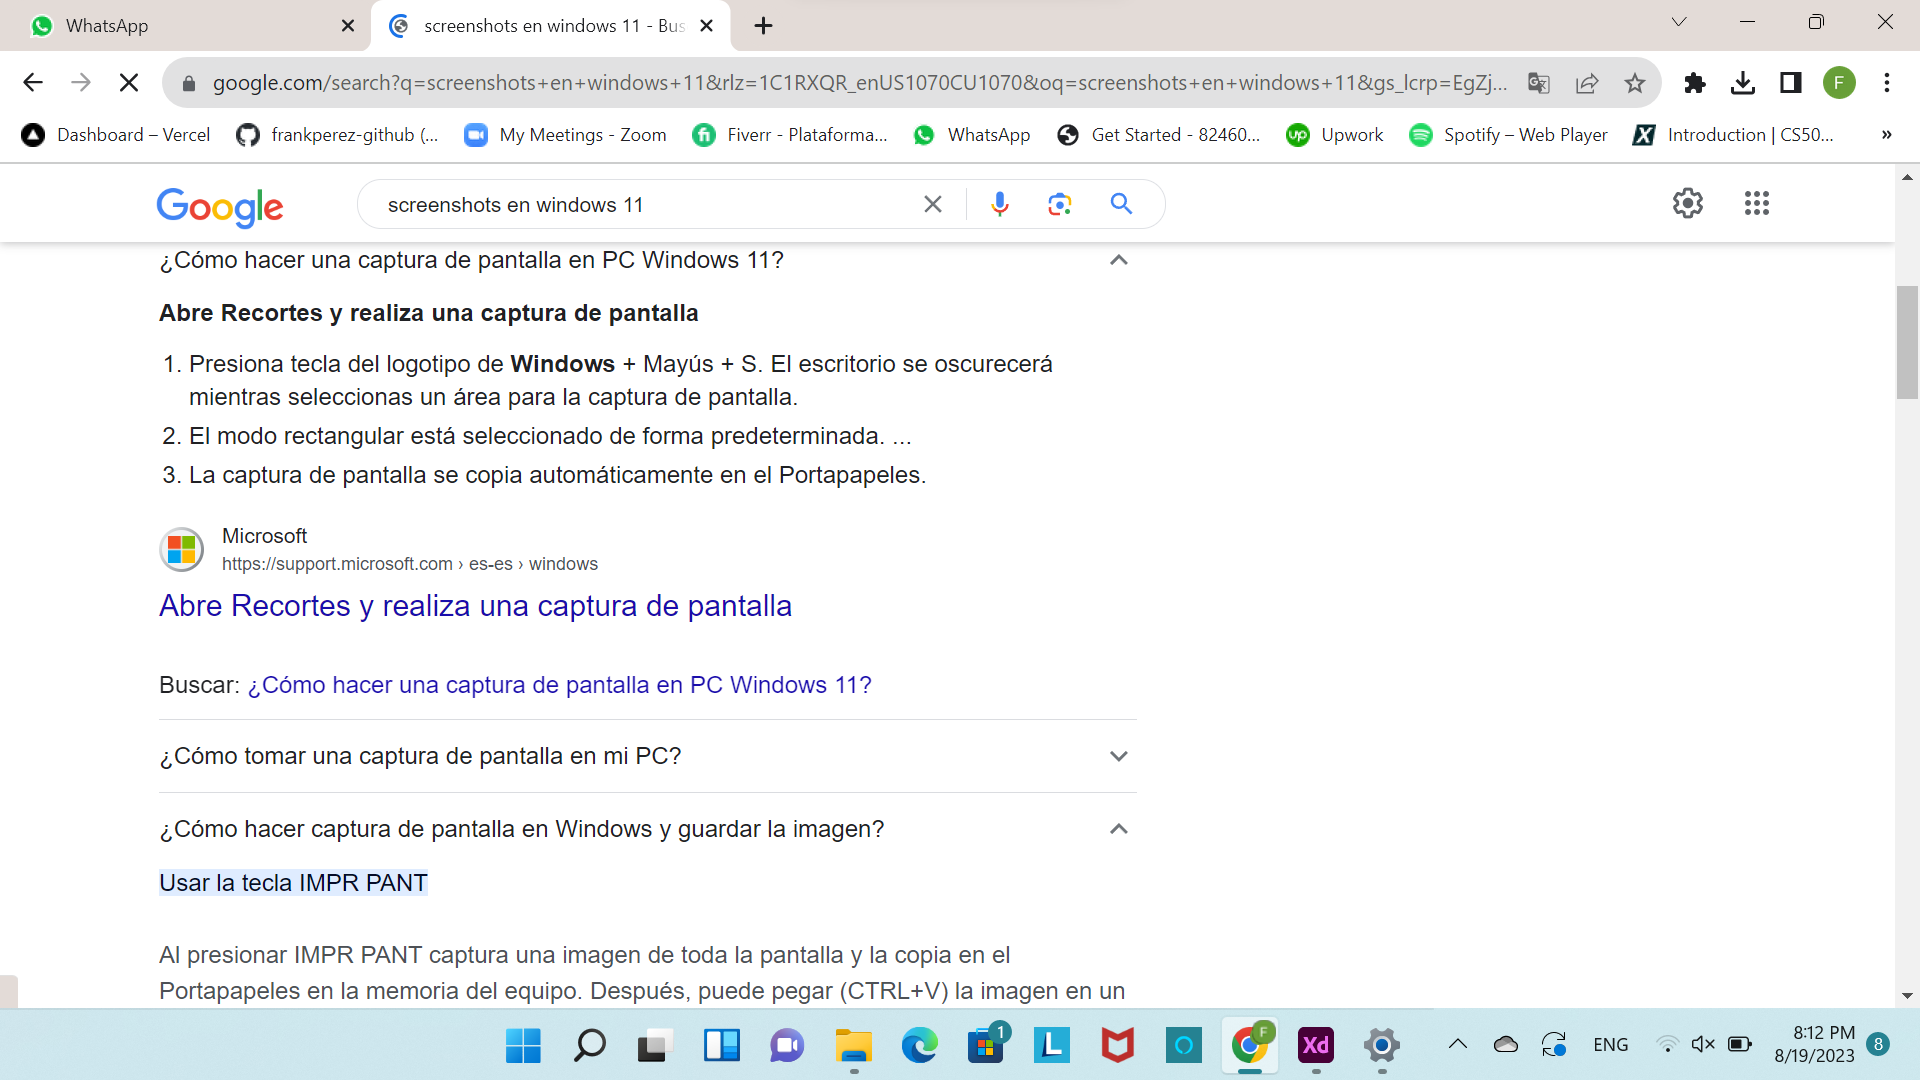 WhatsApp
screenshots en windows 11 - Bus
google.com/search?q=screenshots+en+windows+11&rlz=1C1RXQR_enUS1070CU1070&oq=screenshots+en+windows+11&gs_lcrp=EgZj...
F
Dashboard – Vercel
frankperez-github (...
My Meetings - Zoom
Fiverr - Plataforma...
WhatsApp
Get Started - 82460...
Upwork
Spotify – Web Player
Introduction | CS50...
»
Google
screenshots en windows 11
¿Cómo hacer una captura de pantalla en PC Windows 11?
Abre Recortes y realiza una captura de pantalla
1. Presiona tecla del logotipo de Windows + Mayús + S. El escritorio se oscurecerá
mientras seleccionas un área para la captura de pantalla.
2. El modo rectangular está seleccionado de forma predeterminada. ...
3. La captura de pantalla se copia automáticamente en el Portapapeles.
Microsoft
https://support.microsoft.com › es-es › windows
Abre Recortes y realiza una captura de pantalla
Buscar: ¿Cómo hacer una captura de pantalla en PC Windows 11?
¿Cómo tomar una captura de pantalla en mi PC?
¿Cómo hacer captura de pantalla en Windows y guardar la imagen?
Usar la tecla IMPR PANT
Al presionar IMPR PANT captura una imagen de toda la pantalla y la copia en el
Portapapeles en la memoria del equipo. Después, puede pegar (CTRL+V) la imagen en un
1
L
F
Xd
ENG
8:12 PM
8/19/2023
8